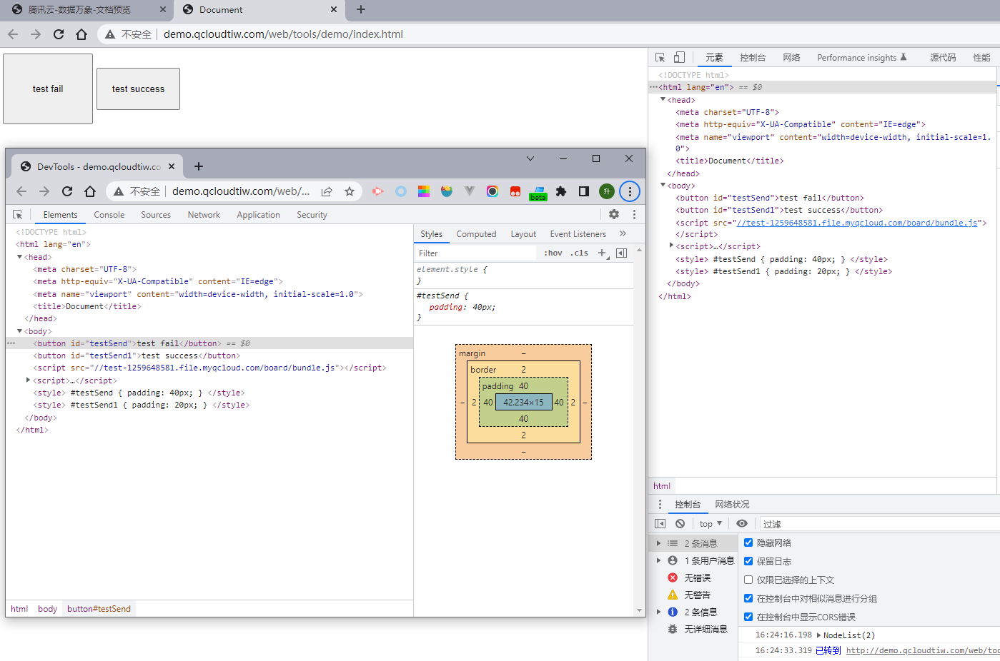 腾讯云-数据万象-文档预览
Document
不安全 demo.qcloudtiw.com/web/tools/demo/index.html
test fail
test success
元素 控制台 网络 Performance insights 源代码 性能
<!DOCTYPE html>
<html lang="en"> == $0
<head>
<meta charset="UTF-8">
<meta http-equiv="X-UA-Compatible" content="IE=edge">
<meta name="viewport" content="width=device-width, initial-scale=1.
0">
<title>Document</title>
</head>
<body>
<button id="testSend">test fail</button>
<button id="testSend1">test success</button>
<script src="//test-1259648581.file.myqcloud.com/board/bundle.js">
</script>
<script>…</script>
<style> #testSend { padding: 40px; } </style>
<style> #testSend1 { padding: 20px; } </style>
</body>
</html>
html
控制台 网络状况
top 过滤
2 条消息
1 条用户消息
无错误
无警告
2 条信息
无详细消息
隐藏网络
保留日志
仅限已选择的上下文
在控制台中对相似消息进行分组
在控制台中显示CORS错误
16:24:16.198 NodeList(2)
16:24:33.319 已转到 http://demo.qcloudtiw.com/web/too
DevTools - demo.qcloudtiw.co
不安全 demo.qcloudtiw.com/web/... beta 升
Elements Console Sources Network Application Security
<!DOCTYPE html>
<html lang="en">
<head>
<meta charset="UTF-8">
<meta http-equiv="X-UA-Compatible" content="IE=edge">
<meta name="viewport" content="width=device-width, initial-scale=1.0">
<title>Document</title>
</head>
<body>
<button id="testSend">test fail</button> == $0
<button id="testSend1">test success</button>
<script src="//test-1259648581.file.myqcloud.com/board/bundle.js"></script>
<script>…</script>
<style> #testSend { padding: 40px; } </style>
<style> #testSend1 { padding: 20px; } </style>
</body>
</html>
html body button#testSend
Styles Computed Layout Event Listeners »
Filter :hov .cls +
element.style {
}
#testSend {
padding: 40px;
}
margin –
border 2
padding 40
– 2 40 42.234×15 40 2 –
40
2
–